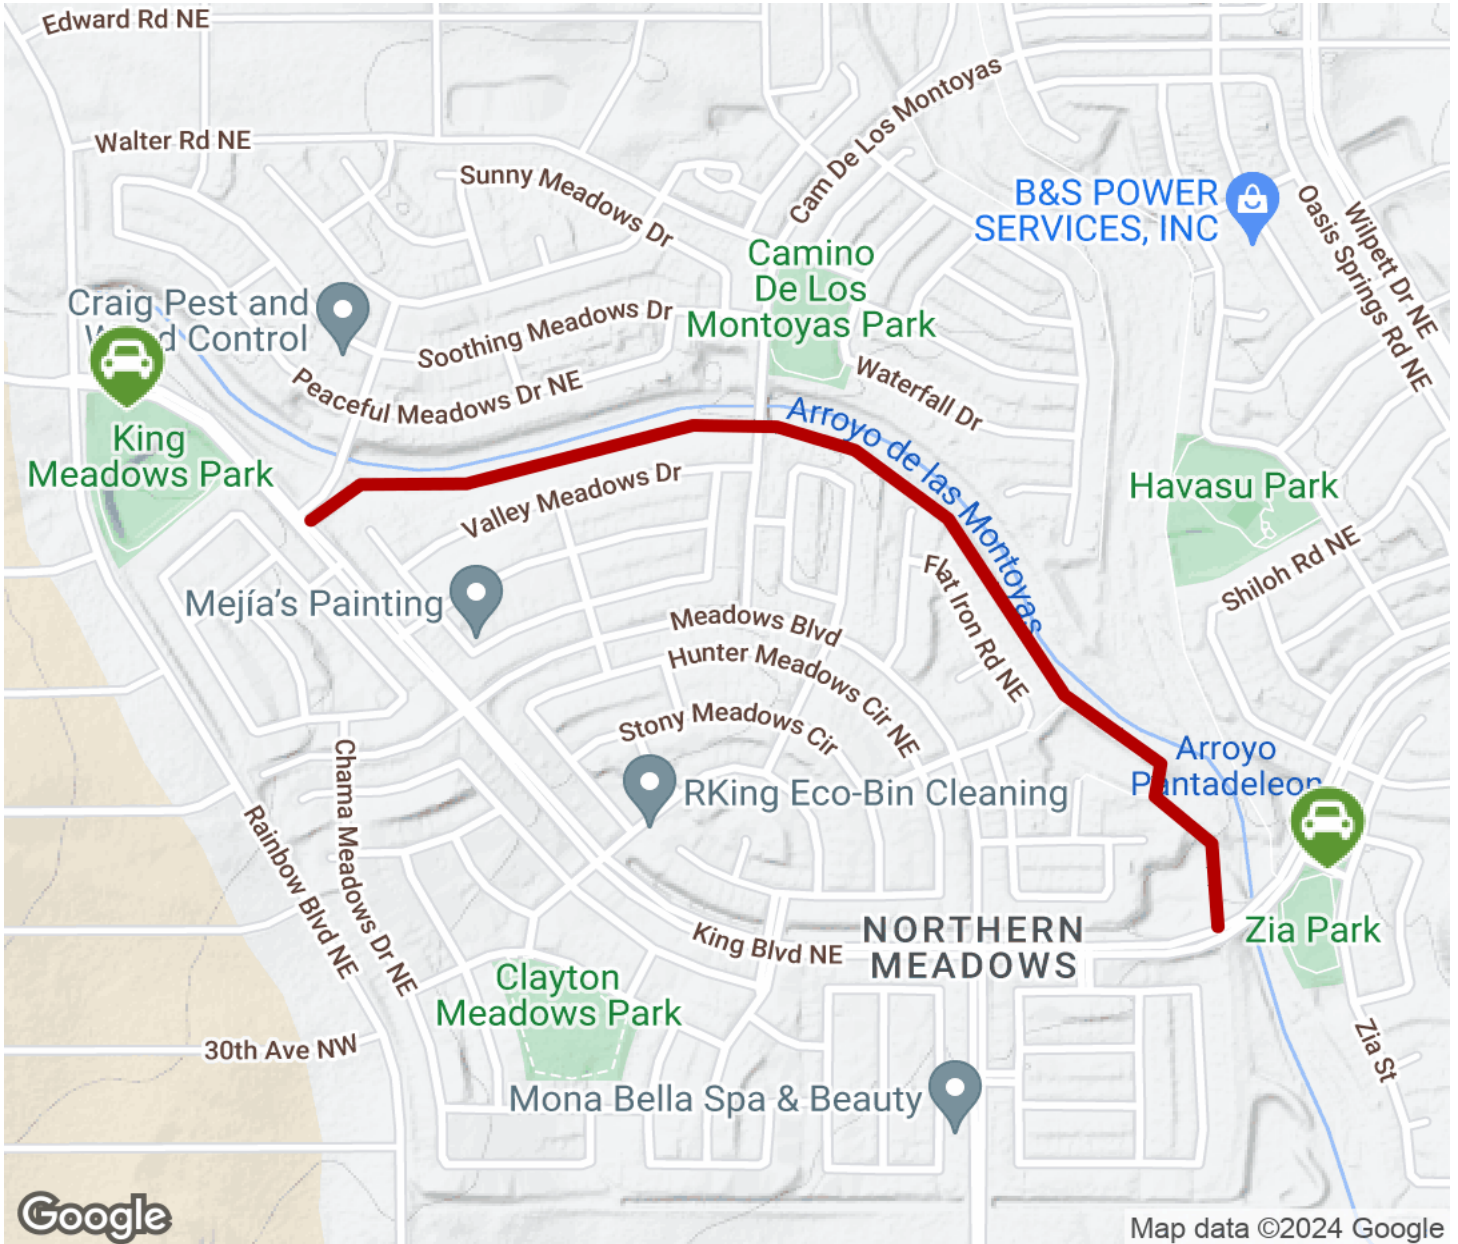 Edward Rd NE
Walter Rd NE
Sunny Meadows Dr
Cam De Los Montoyas
B&S POWER
SERVICES, INC
Oasis Springs Rd NE
Wilpett Dr NE
Camino
De Los
Montoyas Park
Craig Pest and
Control
Soothing Meadows Dr
Peaceful Meadows Dr NE
Waterfall Dr
Arroyo de las Montoyas
King
Meadows Park
Valley Meadows Dr
Havasu Park
Shiloh Rd NE
Flat Iron Rd NE
Mejía's Painting
Meadows Blvd
Hunter Meadows Cir NE
Stony Meadows Cir
Arroyo
Pantadeleon
RKing Eco-Bin Cleaning
Chama Meadows Dr NE
Rainbow Blvd NE
King Blvd NE
NORTHERN
MEADOWS
Zia Park
Clayton
Meadows Park
30th Ave NW
Zia St
Mona Bella Spa & Beauty
Google
Map data ©2024 Google